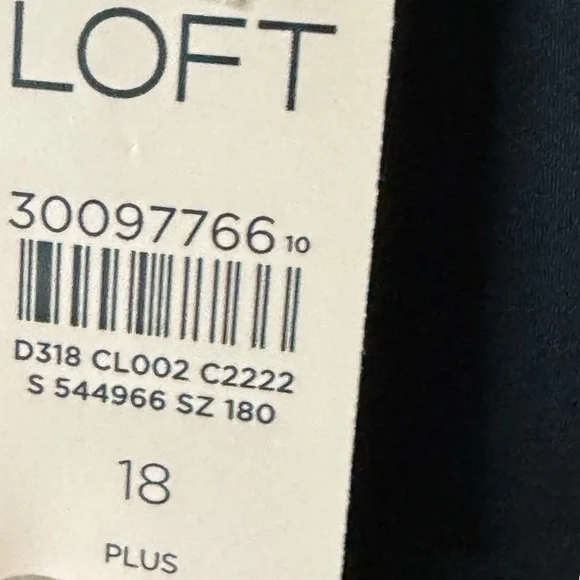 LOFT
30097766 10
D318 CL002 C2222
S 544966 SZ 180
18
PLUS